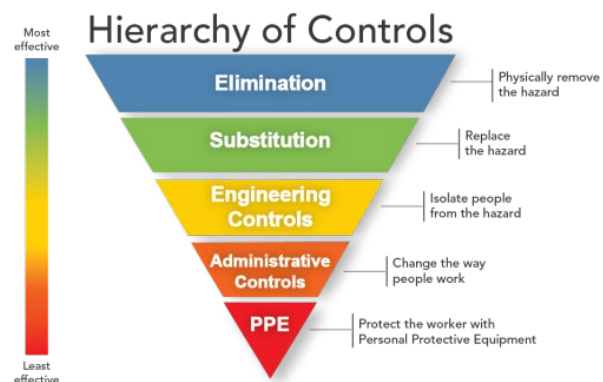 Hierarchy of Controls
Most
effective
Elimination
Physically remove
the hazard
Substitution
Replace
the hazard
Engineering
Controls
Isolate people
from the hazard
Administrative
Controls
Change the way
people work
PPE
Protect the worker with
Personal Protective Equipment
Least
effective